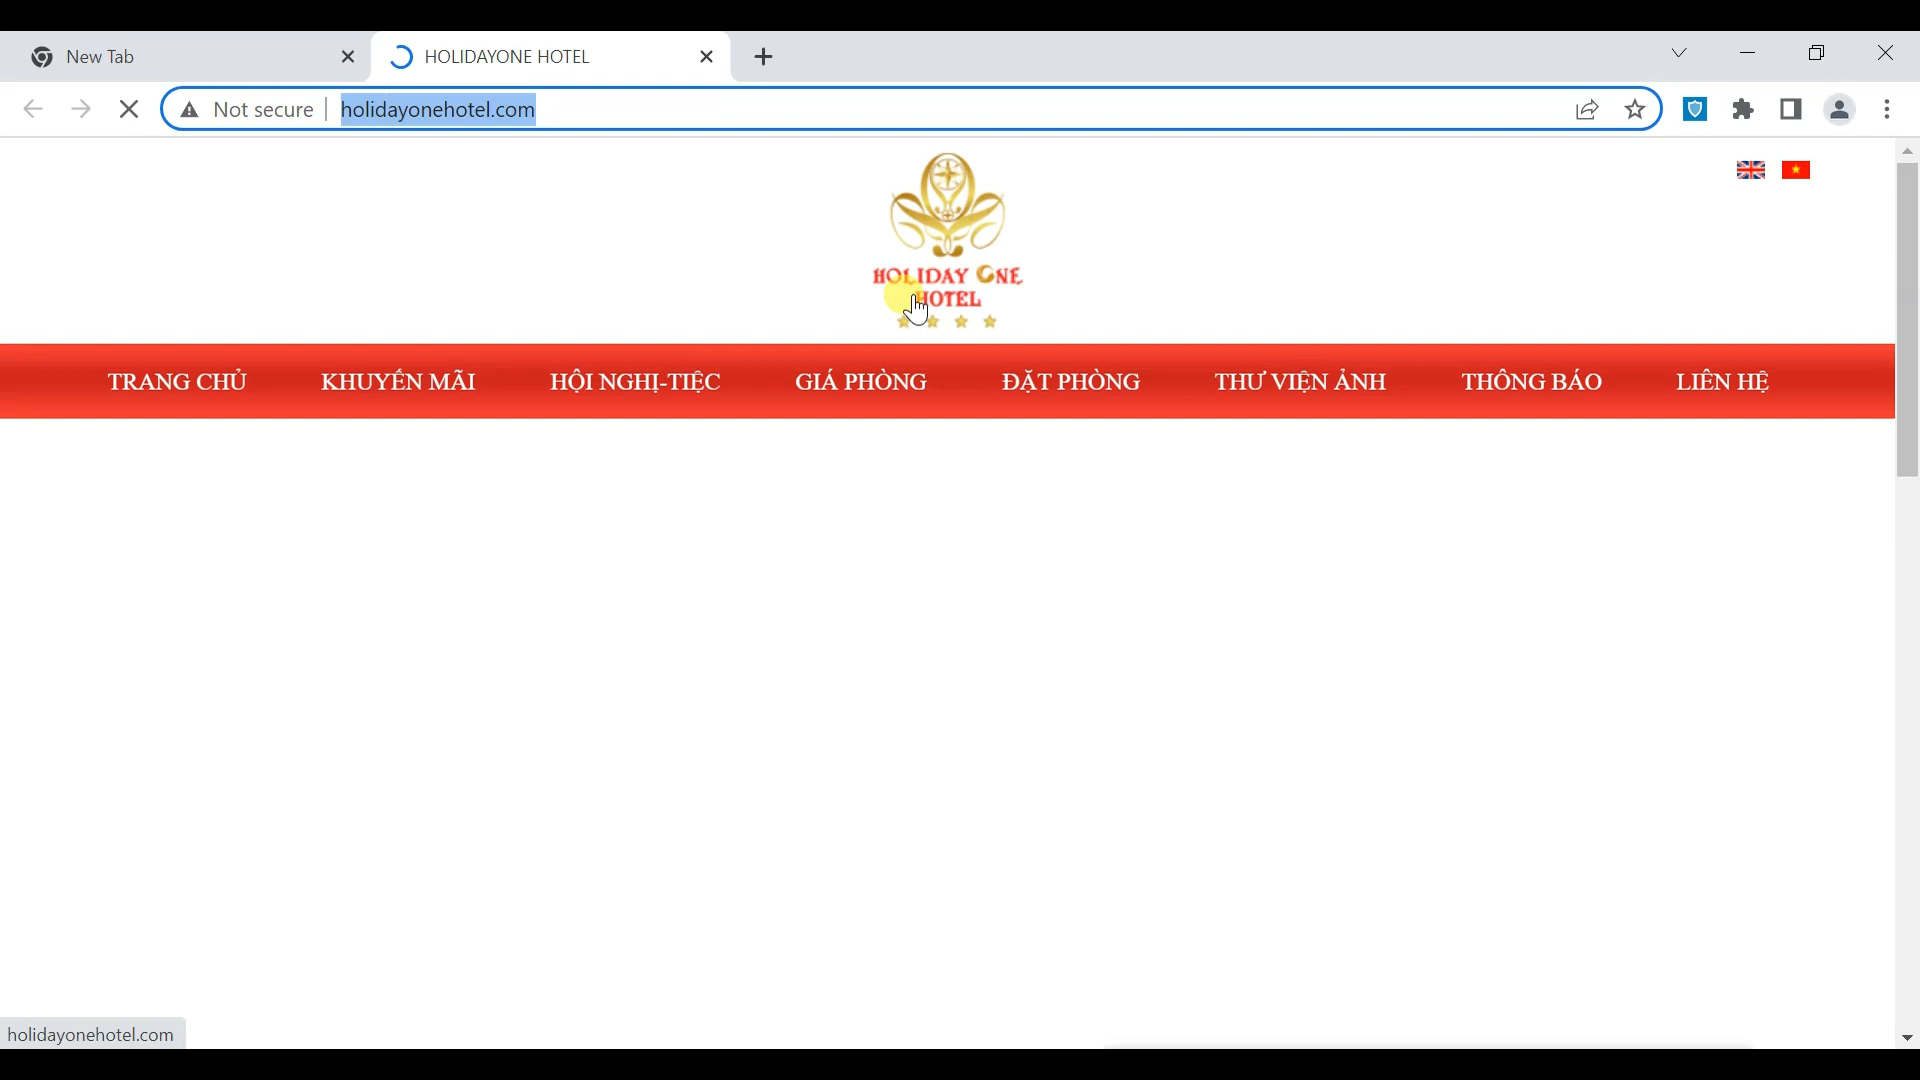 New Tab
HOLIDAYONE HOTEL
Not secure
holidayonehotel.com
HOLIDAY ONE
HOTEL
TRANG CHỦ KHUYẾN MÃI HỘI NGHỊ-TIỆC GIÁ PHÒNG ĐẶT PHÒNG THƯ VIỆN ẢNH THÔNG BÁO LIÊN HỆ
holidayonehotel.com